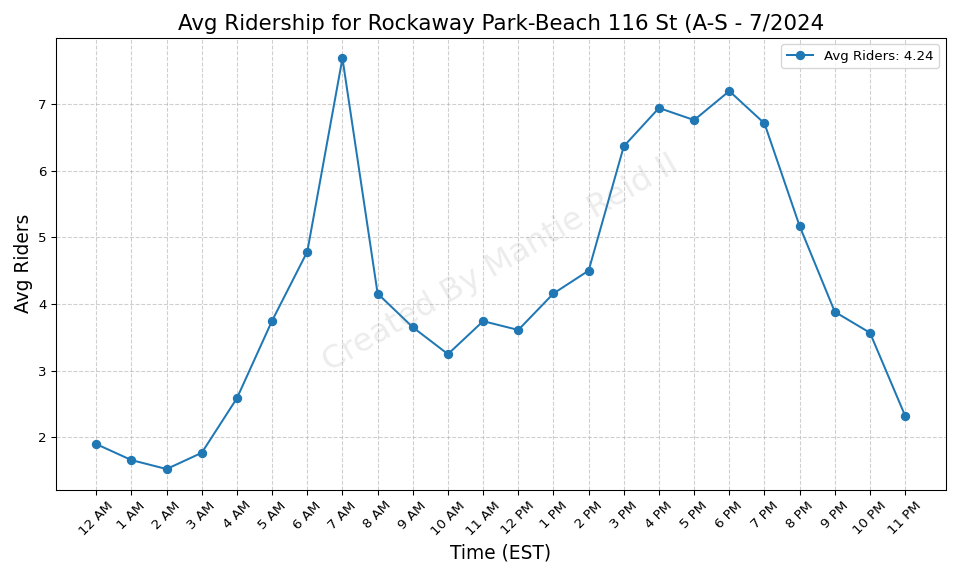 Avg Ridership for Rockaway Park-Beach 116 St (A-S - 7/2024
Avg Riders: 4.24
Avg Riders
7
6
5
4
3
2
Created By Mantie Reid II
12 AM
1 AM
2 AM
3 AM
4 AM
5 AM
6 AM
7 AM
8 AM
9 AM
10 AM
11 AM
12 PM
1 PM
2 PM
3 PM
4 PM
5 PM
6 PM
7 PM
8 PM
9 PM
10 PM
11 PM
Time (EST)